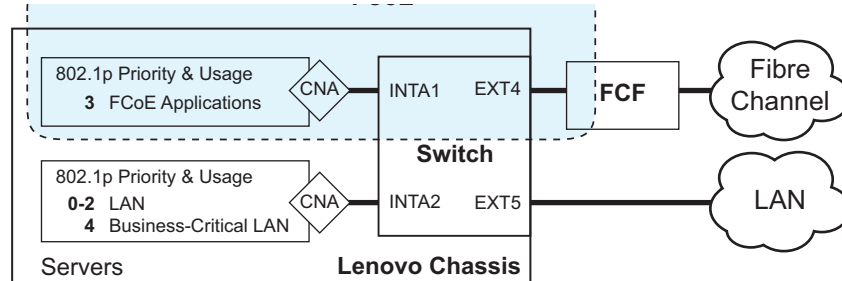 802.1p Priority & Usage
3 FCoE Applications
CNA
INTA1
EXT4
FCF
Fibre
Channel
Switch
802.1p Priority & Usage
0-2 LAN
4 Business-Critical LAN
CNA
INTA2
EXT5
LAN
Servers
Lenovo Chassis